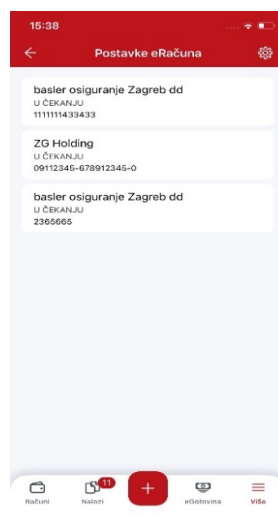 15:38
Postavke eRačuna
basler osiguranje Zagreb dd
U ČEKANJU
1111111433433
ZG Holding
U ČEKANJU
09112345-678912345-0
basler osiguranje Zagreb dd
U ČEKANJU
2365665
11
Računi Nalozi eGotovina Više